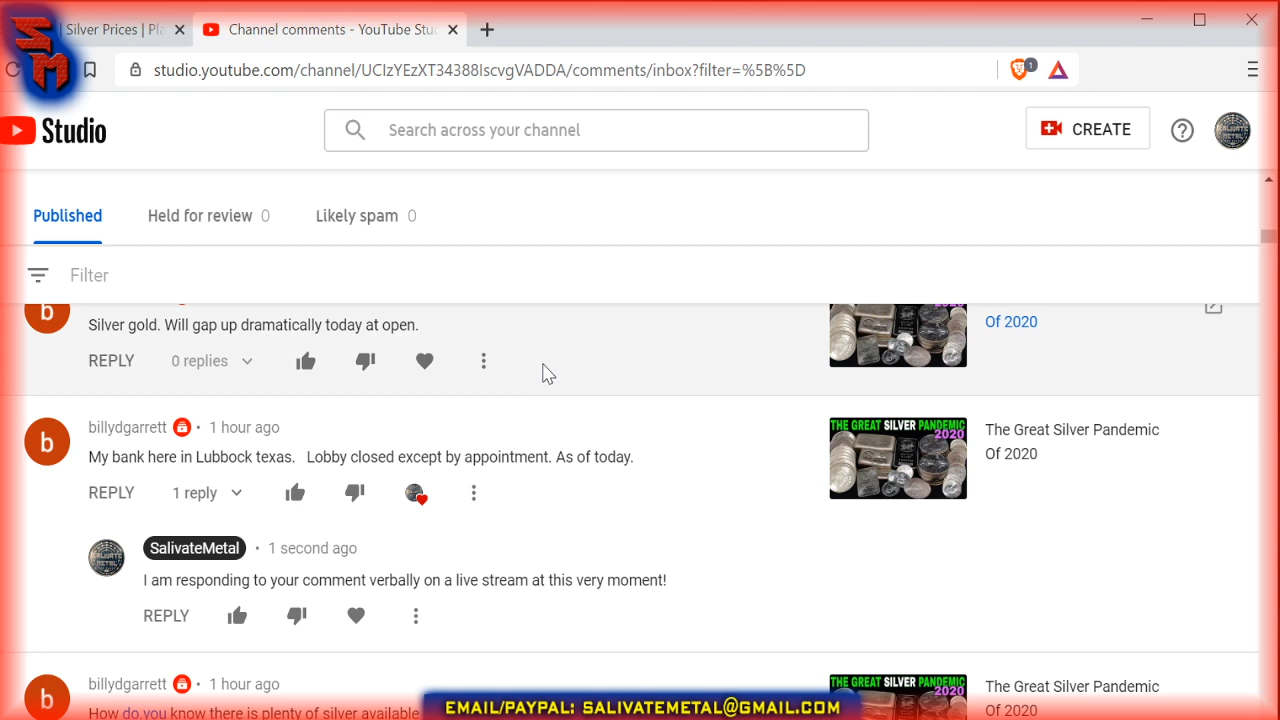 SM
Silver Prices | Pla
Channel comments - YouTube Stu
studio.youtube.com/channel/UCIzYEzXT34388IscvgVADDA/comments/inbox?filter=%5B%5D
1
Studio
Search across your channel
CREATE
Published
Held for review 0
Likely spam 0
Filter
b
Silver gold. Will gap up dramatically today at open.
2020
Of 2020
REPLY
0 replies
b
billydgarrett • 1 hour ago
My bank here in Lubbock texas. Lobby closed except by appointment. As of today.
REPLY
1 reply
THE GREAT SILVER PANDEMIC
2020
The Great Silver Pandemic
Of 2020
SALIVATE
METAL
SalivateMetal • 1 second ago
I am responding to your comment verbally on a live stream at this very moment!
REPLY
b
billydgarrett • 1 hour ago
How do you know there is plenty of silver available
THE GREAT SILVER PANDEMIC
2020
The Great Silver Pandemic
Of 2020
EMAIL/PAYPAL: SALIVATEMETAL@GMAIL.COM